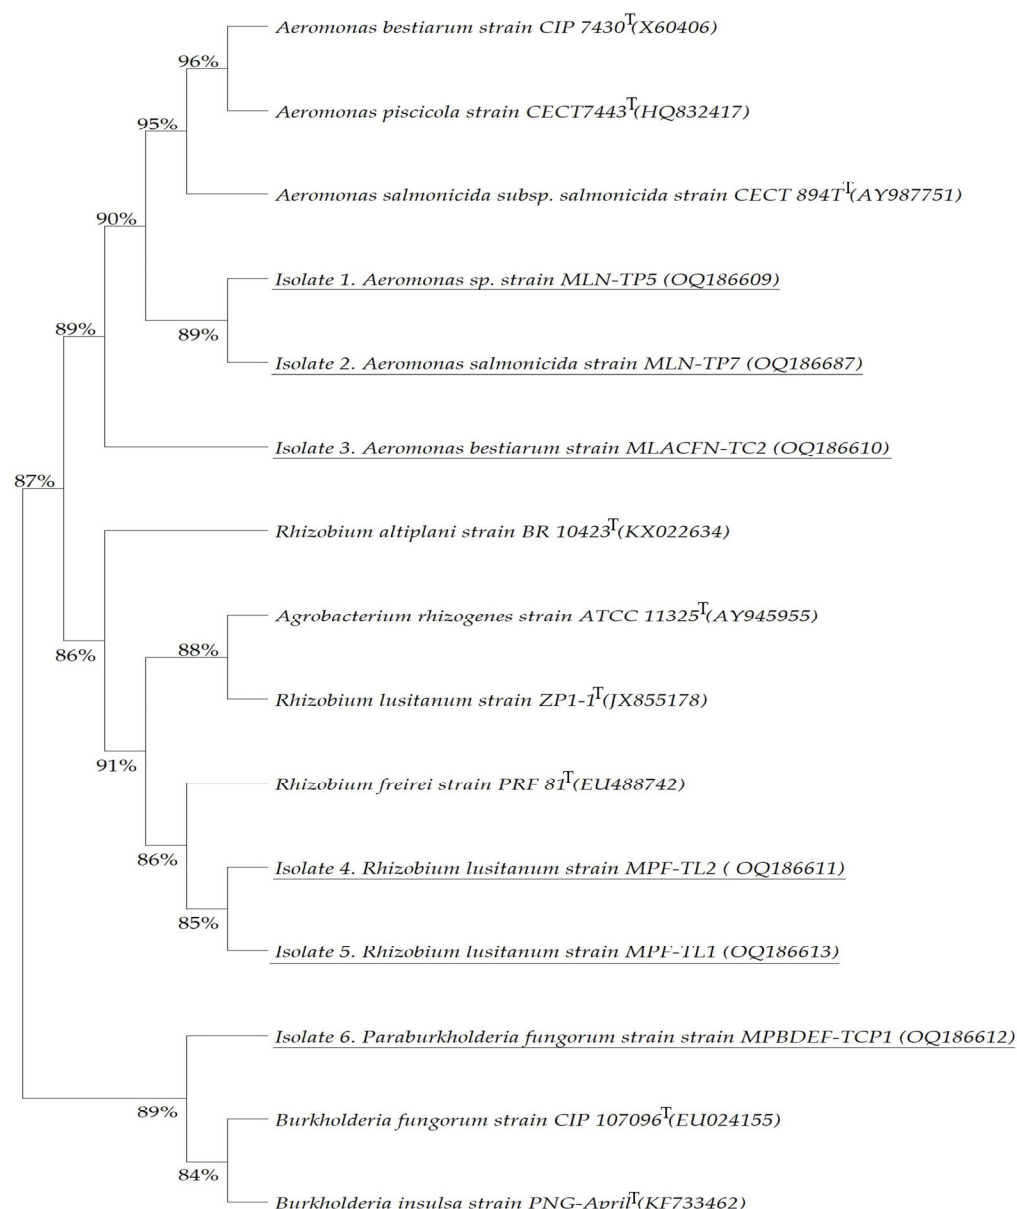 Aeromonas bestiarum strain CIP 7430T(X60406)
96%
Aeromonas piscicola strain CECT7443T(HQ832417)
95%
Aeromonas salmonicida subsp. salmonicida strain CECT 894TT(AY987751)
90%
Isolate 1. Aeromonas sp. strain MLN-TP5 (OQ186609)
89%
89%
Isolate 2. Aeromonas salmonicida strain MLN-TP7 (OQ186687)
Isolate 3. Aeromonas bestiarum strain MLACFN-TC2 (OQ186610)
87%
Rhizobium altiplani strain BR 10423T(KX022634)
Agrobacterium rhizogenes strain ATCC 11325T(AY945955)
86%
88%
Rhizobium lusitanum strain ZP1-1T(JX855178)
91%
Rhizobium freirei strain PRF 81T(EU488742)
86%
Isolate 4. Rhizobium lusitanum strain MPF-TL2 ( OQ186611)
85%
Isolate 5. Rhizobium lusitanum strain MPF-TL1 (OQ186613)
Isolate 6. Paraburkholderia fungorum strain strain MPBDEF-TCP1 (OQ186612)
89%
Burkholderia fungorum strain CIP 107096T(EU024155)
84%
Burkholderia insulsa strain PNG-AprilT(KF733462)